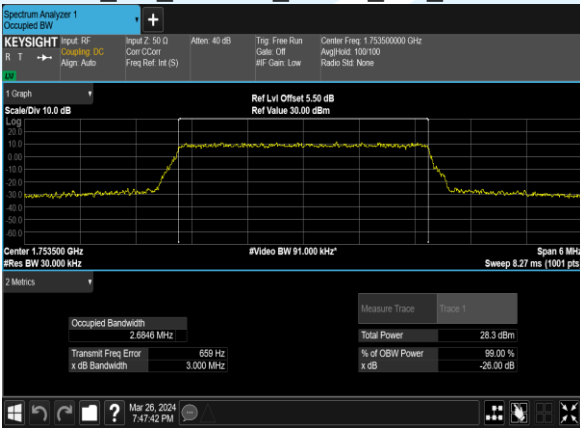 Spectrum Analyzer 1
Occupied BW
+
KEYSIGHT Input: RF Input Z: 50 Ω Atten: 40 dB Trig: Free Run Center Freq: 1.753500000 GHz
R T Coupling: DC Corr CCorr Gate: Off Avg|Hold: 100/100
Align: Auto Freq Ref: Int (S) #IF Gain: Low Radio Std: None
1 Graph
Ref Lvl Offset 5.50 dB
Scale/Div 10.0 dB Ref Value 30.00 dBm
Log
20.0
10.0
0.00
-10.0
-20.0
-30.0
-40.0
-50.0
-60.0
Center 1.753500 GHz #Video BW 91.000 kHz* Span 6 MHz
#Res BW 30.000 kHz Sweep 8.27 ms (1001 pts
2 Metrics
Measure Trace Trace 1
Occupied Bandwidth
2.6846 MHz Total Power 28.3 dBm
Transmit Freq Error 659 Hz % of OBW Power 99.00 %
x dB Bandwidth 3.000 MHz x dB -26.00 dB
? Mar 26, 2024
7:47:42 PM